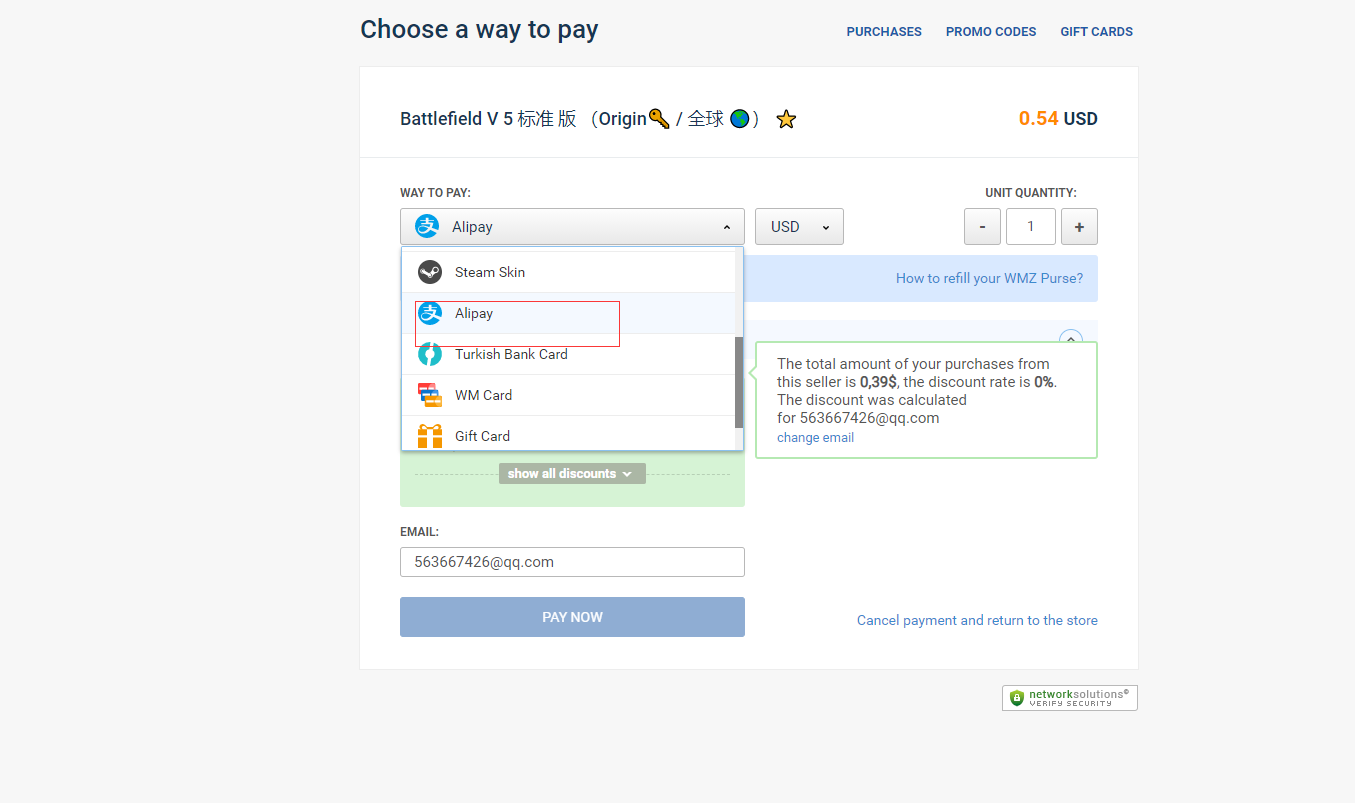 Choose a way to pay
PURCHASES PROMO CODES GIFT CARDS
Battlefield V 5 标准 版 （Origin🔑 / 全球 🌏） ⭐
0.54 USD
WAY TO PAY:
UNIT QUANTITY:
Alipay
USD
- 1 +
Steam Skin
How to refill your WMZ Purse?
Alipay
Turkish Bank Card
WM Card
Gift Card
The total amount of your purchases from
this seller is 0,39$, the discount rate is 0%.
The discount was calculated
for 563667426@qq.com
change email
show all discounts
EMAIL:
563667426@qq.com
PAY NOW
Cancel payment and return to the store
networksolutions©
VERIFY SECURITY